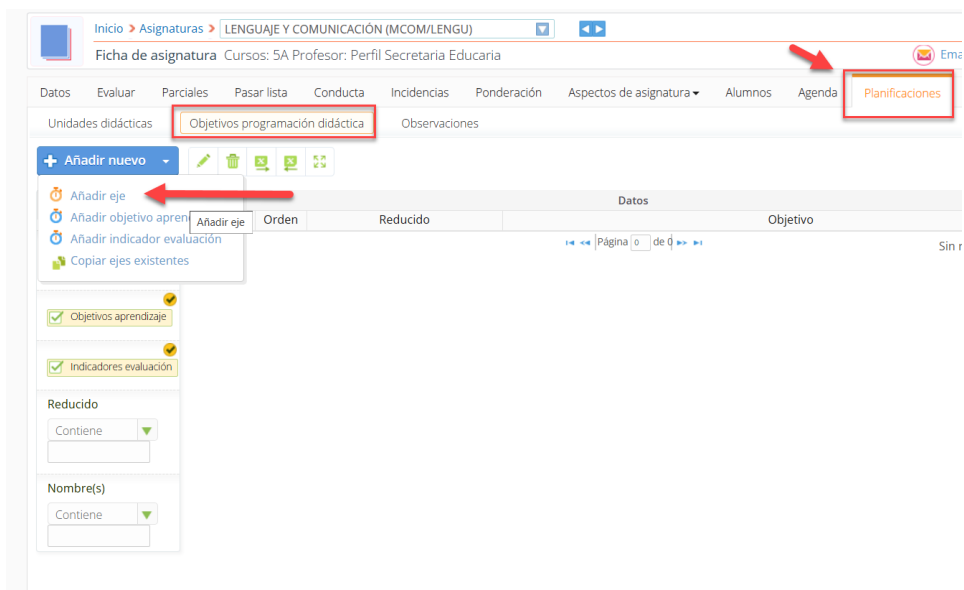 Inicio > Asignaturas > LENGUAJE Y COMUNICACIÓN (MCOM/LENGU)
Ficha de asignatura Cursos: 5A Profesor: Perfil Secretaria Educaria
Datos Evaluar Parciales Pasar lista Conducta Incidencias Ponderación Aspectos de asignatura Alumnos Agenda Planificaciones
Unidades didácticas Objetivos programación didáctica Observaciones
Añadir nuevo
Añadir eje
Añadir objetivo apren
Añadir eje
Añadir indicador evaluación
Copiar ejes existentes
Datos
Orden Reducido Objetivo
Página 0 de 0
Objetivos aprendizaje
Indicadores evaluación
Reducido
Contiene
Nombre(s)
Contiene